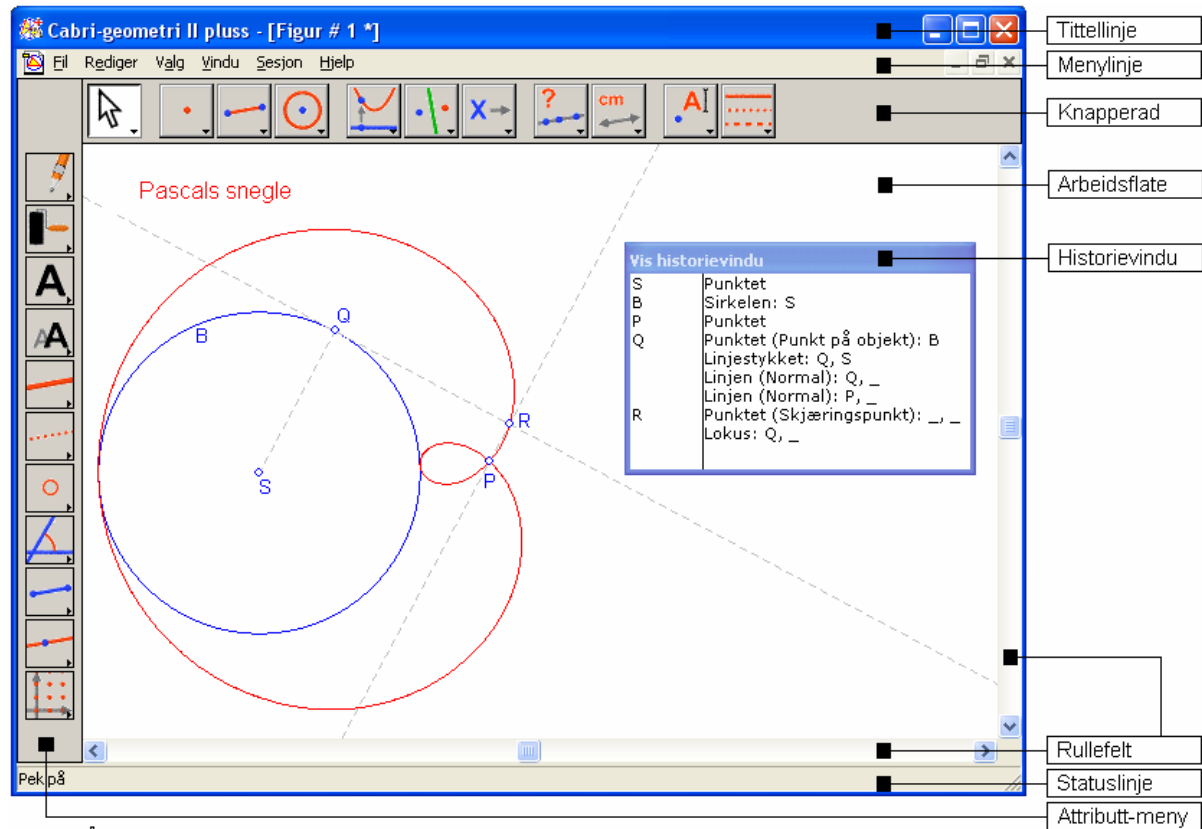 Cabri-geometri II pluss - [Figur # 1 *]
Tittellinje
Fil Rediger Valg Vindu Sesjon Hjelp
Menylinje
? cm A
X
Knapperad
Pascals snegle
Arbeidsflate
A
AA
Vis historievindu
Historievindu
S Punktet
B Sirkelen: S
P Punktet
Q Punktet (Punkt på objekt): B
Linjestykket: Q, S
Linjen (Normal): Q, _
Linjen (Normal): P, _
R Punktet (Skjæringspunkt): _, _
Lokus: Q, _
Q
B
R
P
S
Rullefelt
Pek på
Statuslinje
Attributt-meny